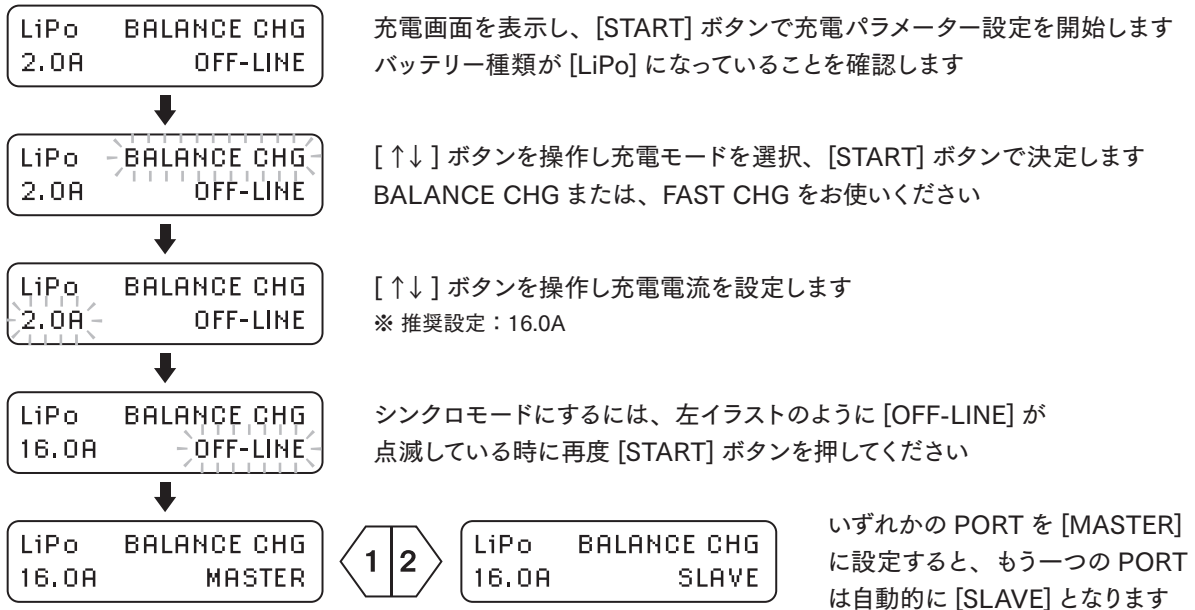 LiPo BALANCE CHG
2.0A OFF-LINE
充電画面を表示し、[START] ボタンで充電パラメーター設定を開始します
バッテリー種類が [LiPo] になっていることを確認します
LiPo BALANCE CHG
2.0A OFF-LINE
[ ↑↓ ] ボタンを操作し充電モードを選択、[START] ボタンで決定します
BALANCE CHG または、FAST CHG をお使いください
LiPo BALANCE CHG
2.0A OFF-LINE
[ ↑↓ ] ボタンを操作し充電電流を設定します
※ 推奨設定：16.0A
LiPo BALANCE CHG
16.0A OFF-LINE
シンクロモードにするには、左イラストのように [OFF-LINE] が
点滅している時に再度 [START] ボタンを押してください
LiPo BALANCE CHG
16.0A MASTER
1 2
LiPo BALANCE CHG
16.0A SLAVE
いずれかの PORT を [MASTER]
に設定すると、もう一つの PORT
は自動的に [SLAVE] となります